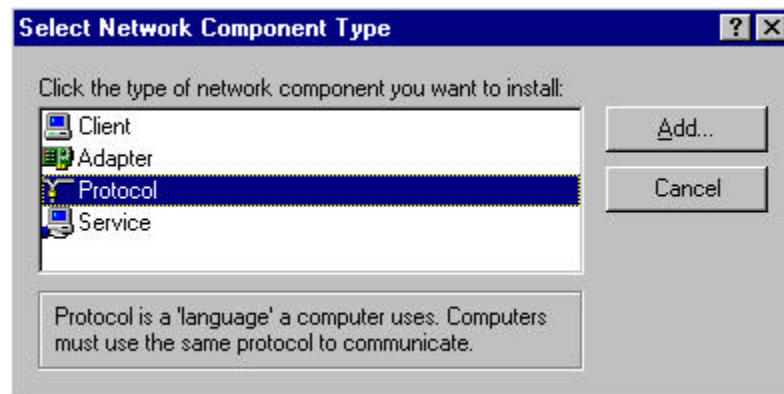 Select Network Component Type
Click the type of network component you want to install:
Client
Adapter
Protocol
Service
Add...
Cancel
Protocol is a 'language' a computer uses. Computers
must use the same protocol to communicate.